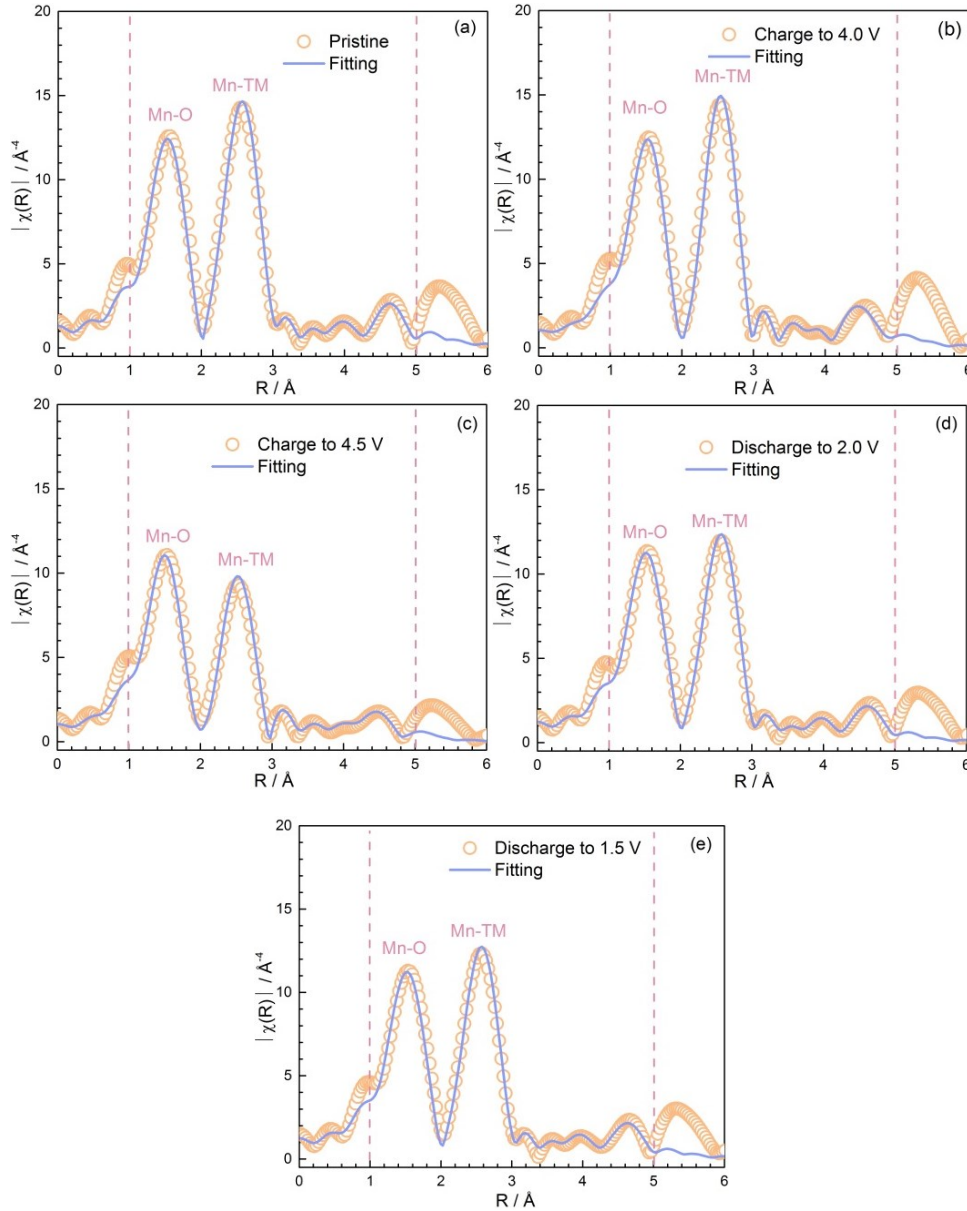 (a)
Pristine
Fitting
Mn-O
Mn-TM
20
15
10
5
0
| χ(R) | / Å⁻⁴
0 1 2 3 4 5 6
R / Å
(b)
Charge to 4.0 V
Fitting
Mn-O
Mn-TM
20
15
10
5
0
| χ(R) | / Å⁻⁴
0 1 2 3 4 5 6
R / Å
(c)
Charge to 4.5 V
Fitting
Mn-O
Mn-TM
20
15
10
5
0
| χ(R) | / Å⁻⁴
0 1 2 3 4 5 6
R / Å
(d)
Discharge to 2.0 V
Fitting
Mn-O
Mn-TM
20
15
10
5
0
| χ(R) | / Å⁻⁴
0 1 2 3 4 5 6
R / Å
(e)
Discharge to 1.5 V
Fitting
Mn-O
Mn-TM
20
15
10
5
0
| χ(R) | / Å⁻⁴
0 1 2 3 4 5 6
R / Å